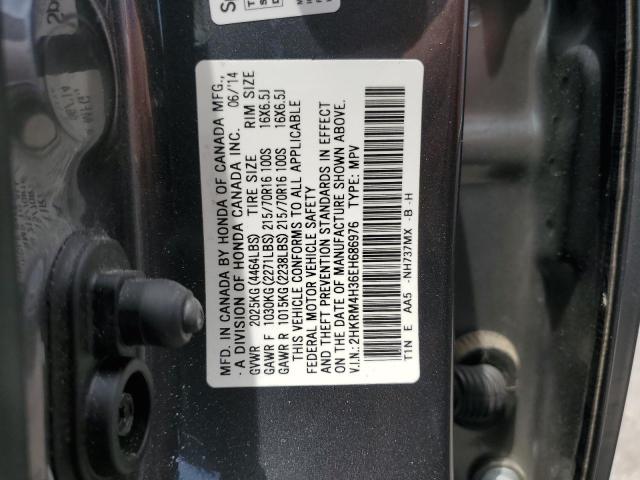 MFD. IN CANADA BY HONDA OF CANADA MFG.,
- A DIVISION OF HONDA CANADA INC. 06/'14
GVWR 2025KG(4464LBS) TIRE SIZE RIM SIZE
GAWR F 1030KG(2271LBS) 215/70R16 100S 16X6.5J
GAWR R 1015KG(2238LBS) 215/70R16 100S 16X6.5J
THIS VEHICLE CONFORMS TO ALL APPLICABLE
FEDERAL MOTOR VEHICLE SAFETY
AND THEFT PREVENTION STANDARDS IN EFFECT
ON THE DATE OF MANUFACTURE SHOWN ABOVE.
V.I.N.: 2HKRM4H36EH686976 TYPE: MPV
T1N E AA5 -NH737MX -B -H